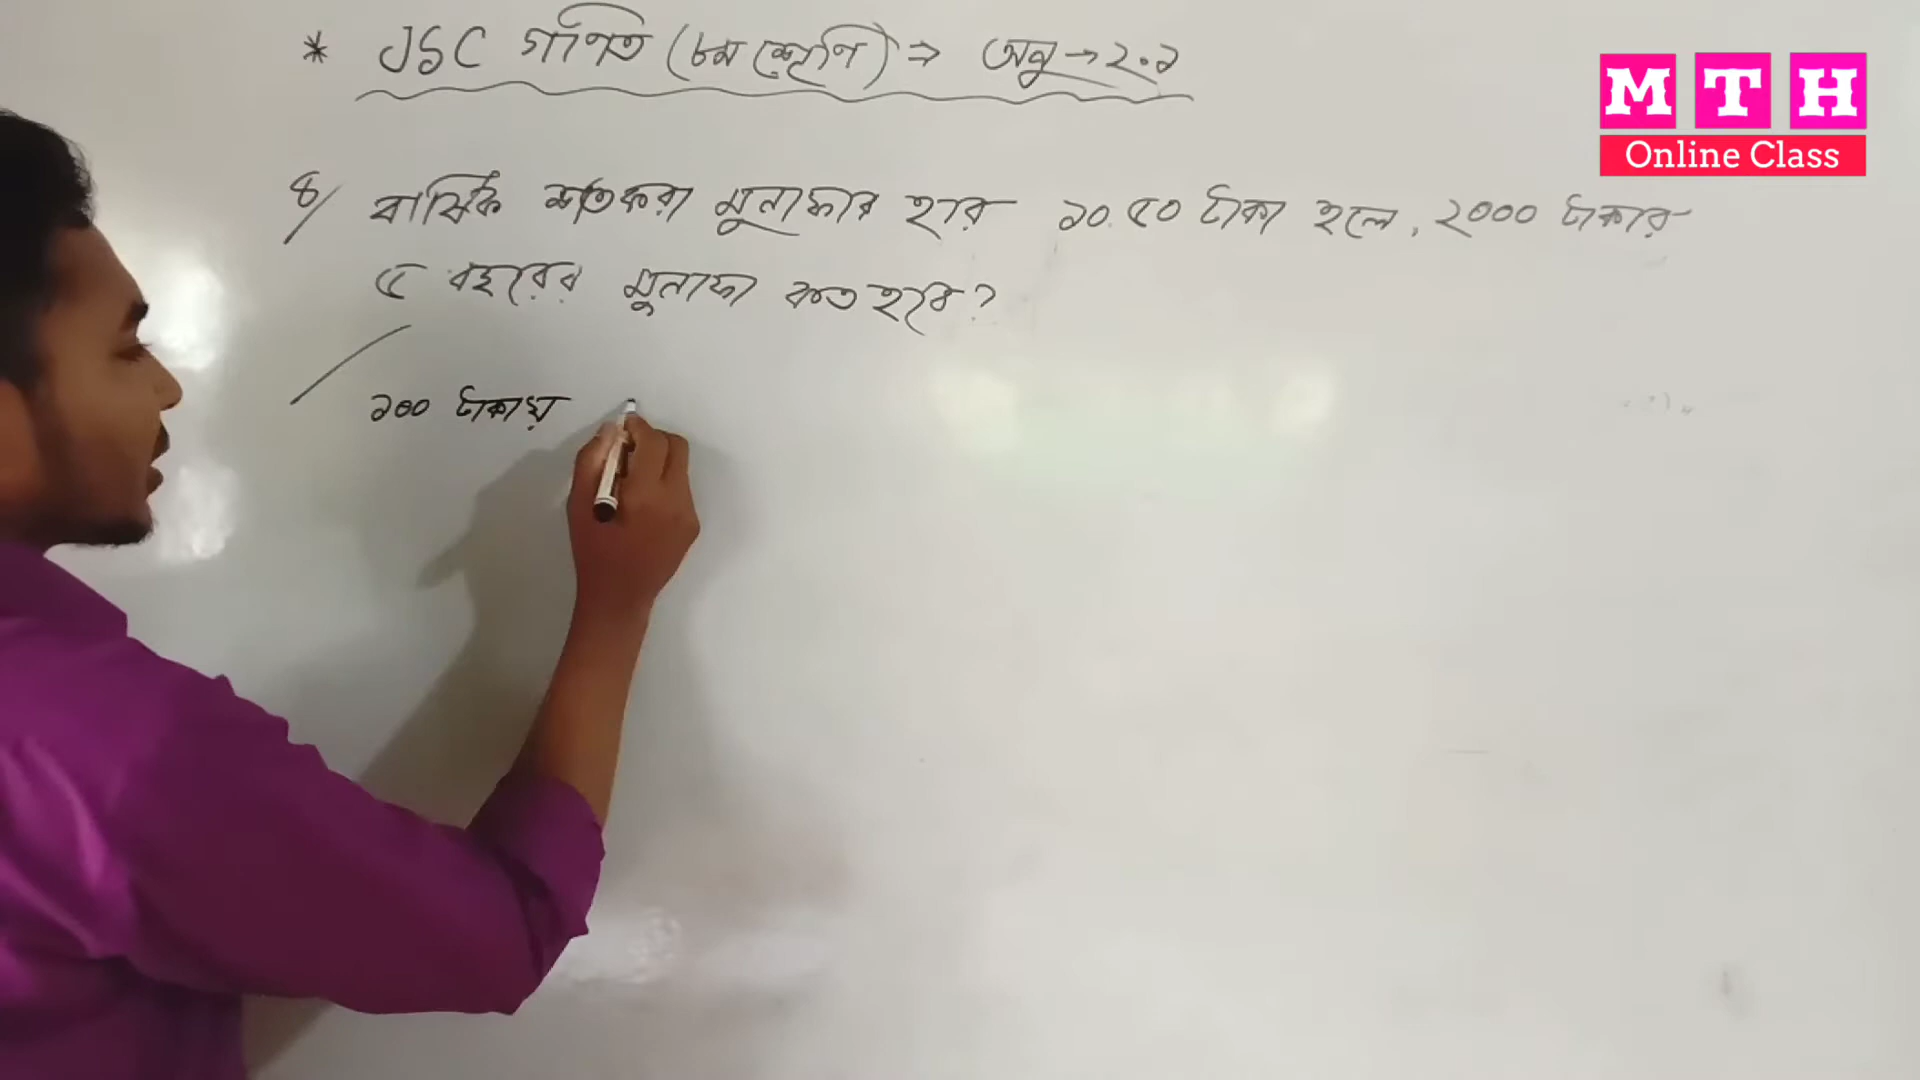 * JSC গণিত (৮ম শ্রেণি) ⇒ অনু → ২.১
MTH
Online Class
৪/ বার্ষিক শতকরা মুনাফার হার ১০.৫০ টাকা হলে, ২০০০ টাকার
৫ বছরের মুনাফা কত হবে?
১০০ টাকায়